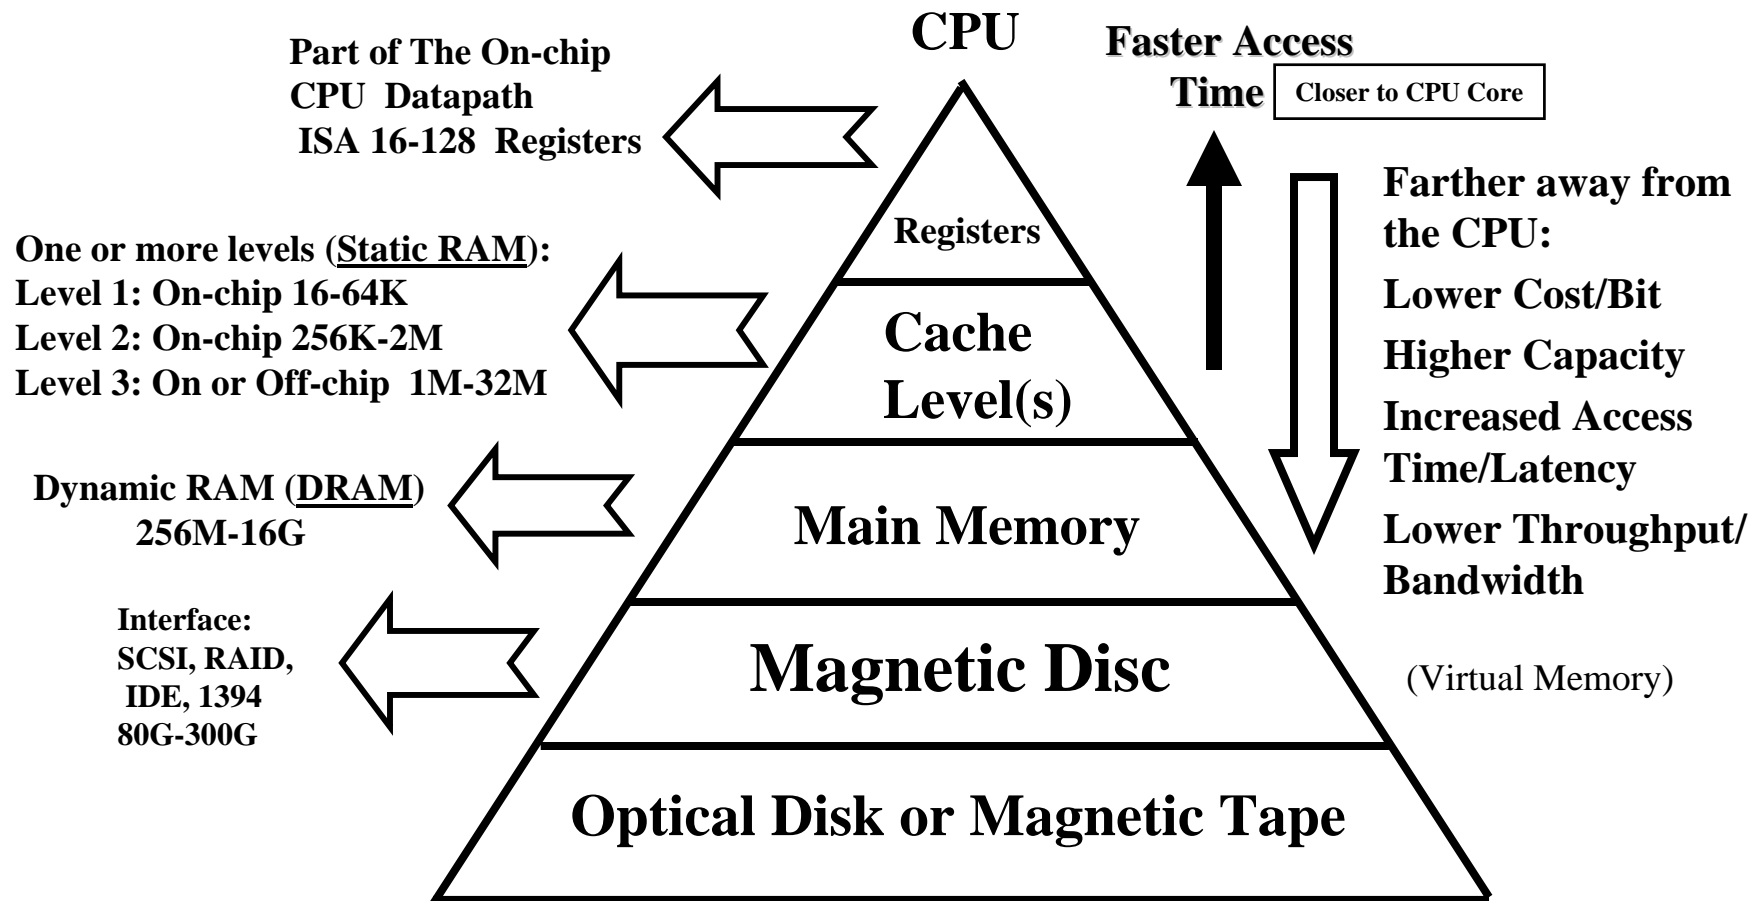 CPU
Part of The On-chip
CPU Datapath
ISA 16-128 Registers
Faster Access
Time
Closer to CPU Core
One or more levels (Static RAM):
Level 1: On-chip 16-64K
Level 2: On-chip 256K-2M
Level 3: On or Off-chip 1M-32M
Dynamic RAM (DRAM)
256M-16G
Interface:
SCSI, RAID,
IDE, 1394
80G-300G
Registers
Cache
Level(s)
Main Memory
Magnetic Disc
Optical Disk or Magnetic Tape
Farther away from
the CPU:
Lower Cost/Bit
Higher Capacity
Increased Access
Time/Latency
Lower Throughput/
Bandwidth
(Virtual Memory)